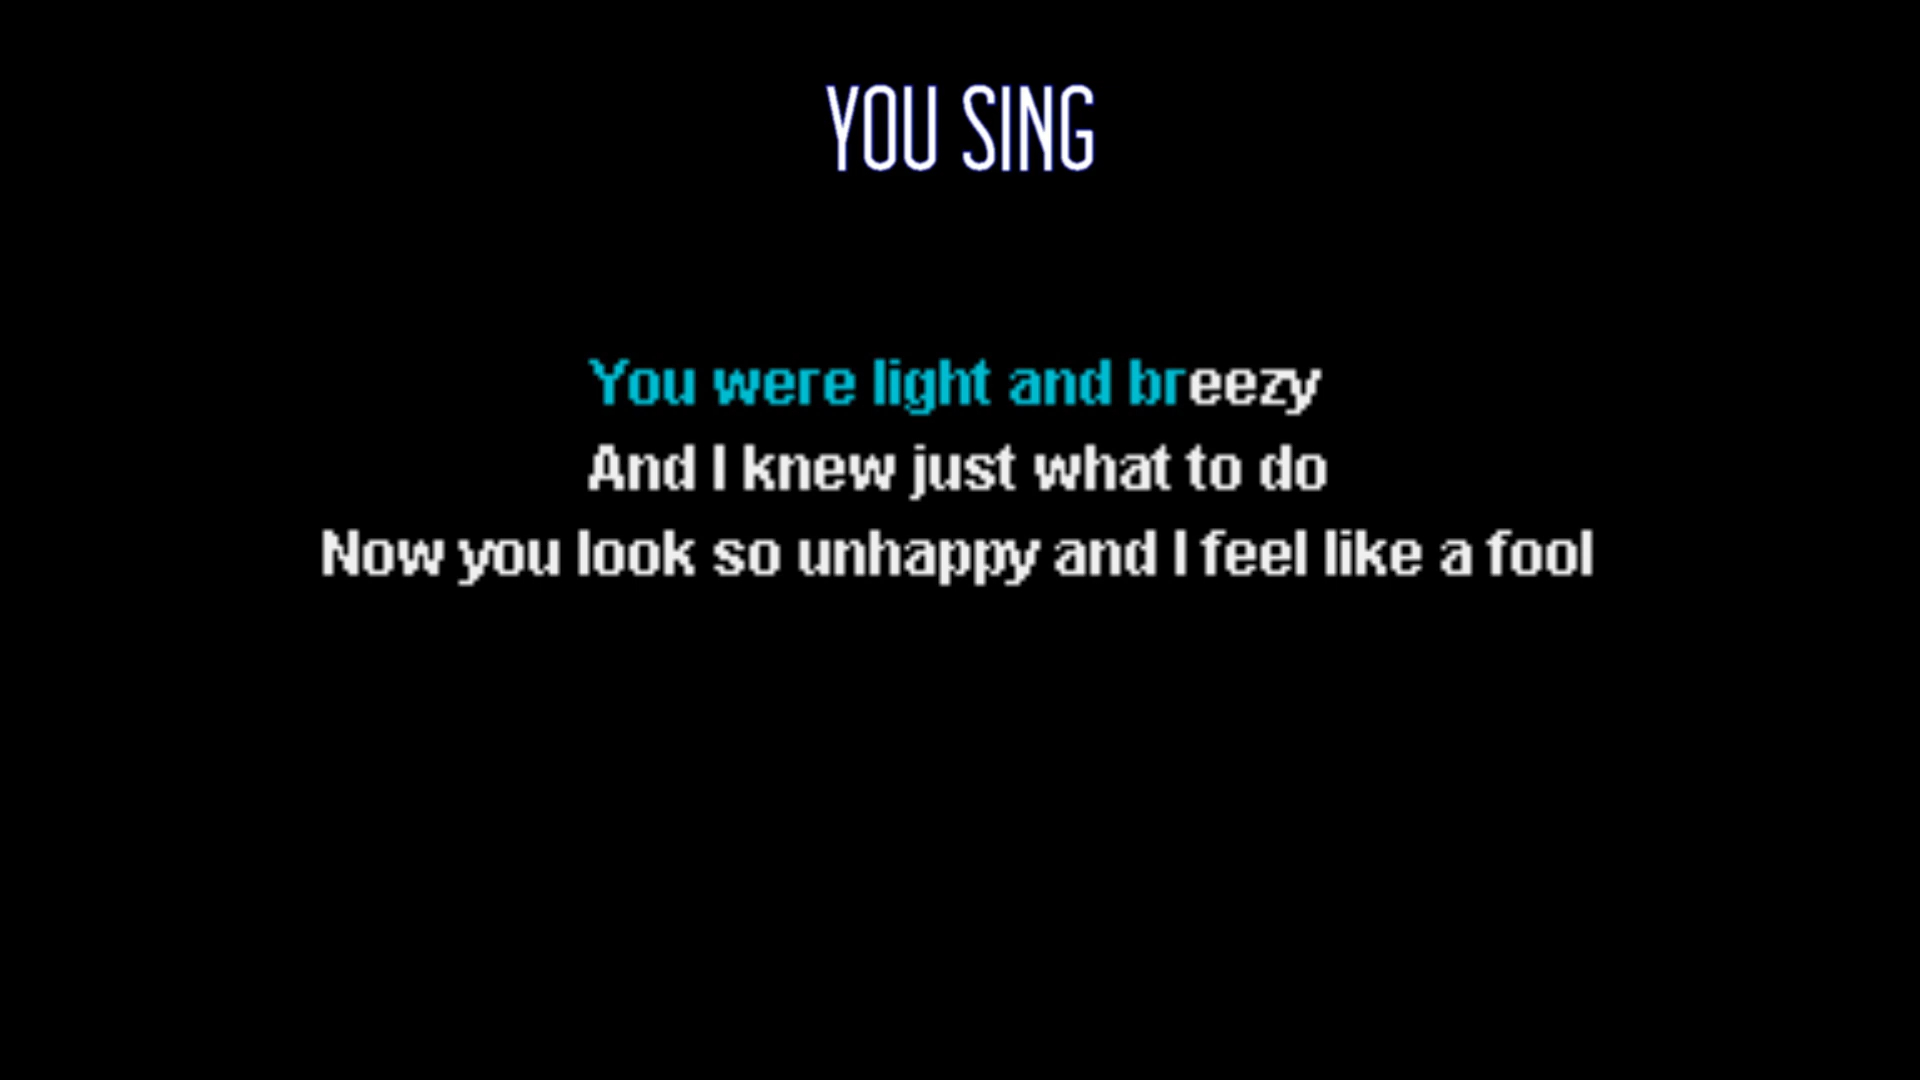 YOU SING
You were light and breezy
And I knew just what to do
Now you look so unhappy and I feel like a fool